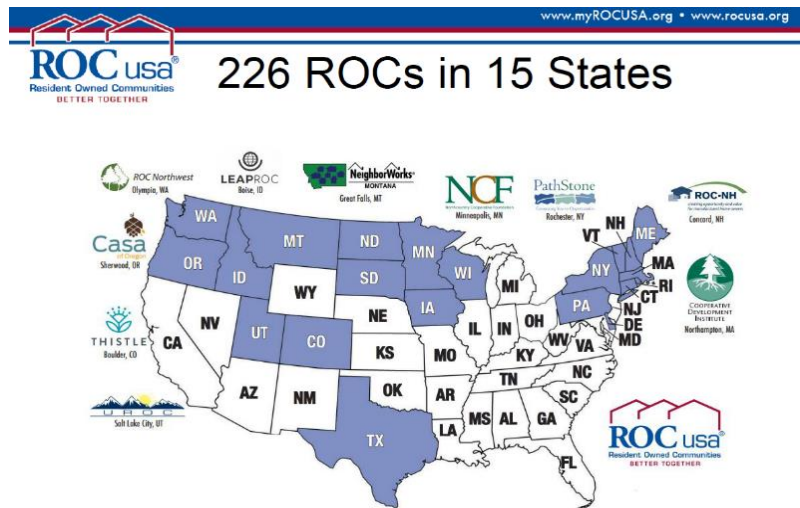 www.myROCUSA.org • www.rocusa.org
ROC usa®
Resident Owned Communities
BETTER TOGETHER
226 ROCs in 15 States
ROC Northwest
Olympia, WA
LEAPROC
Boise, ID
NeighborWorks®
MONTANA
Great Falls, MT
NCF
Minneapolis, MN
PathStone
Rochester, NY
ROC-NH
Concord, NH
Casa
of Oregon
Sherwood, OR
THISTLE
Boulder, CO
UROC
Salt Lake City, UT
COOPERATIVE
DEVELOPMENT
INSTITUTE
Northampton, MA
WA
MT
ND
MN
VT
NH
ME
OR
ID
SD
WI
NY
MA
WY
MI
RI
IA
PA
CT
NE
NJ
NV
UT
CO
IL
IN
OH
DE
MD
CA
KS
MO
WV
VA
KY
AZ
NM
OK
AR
TN
NC
SC
TX
LA
MS
AL
GA
FL
ROC usa®
Resident Owned Communities
BETTER TOGETHER